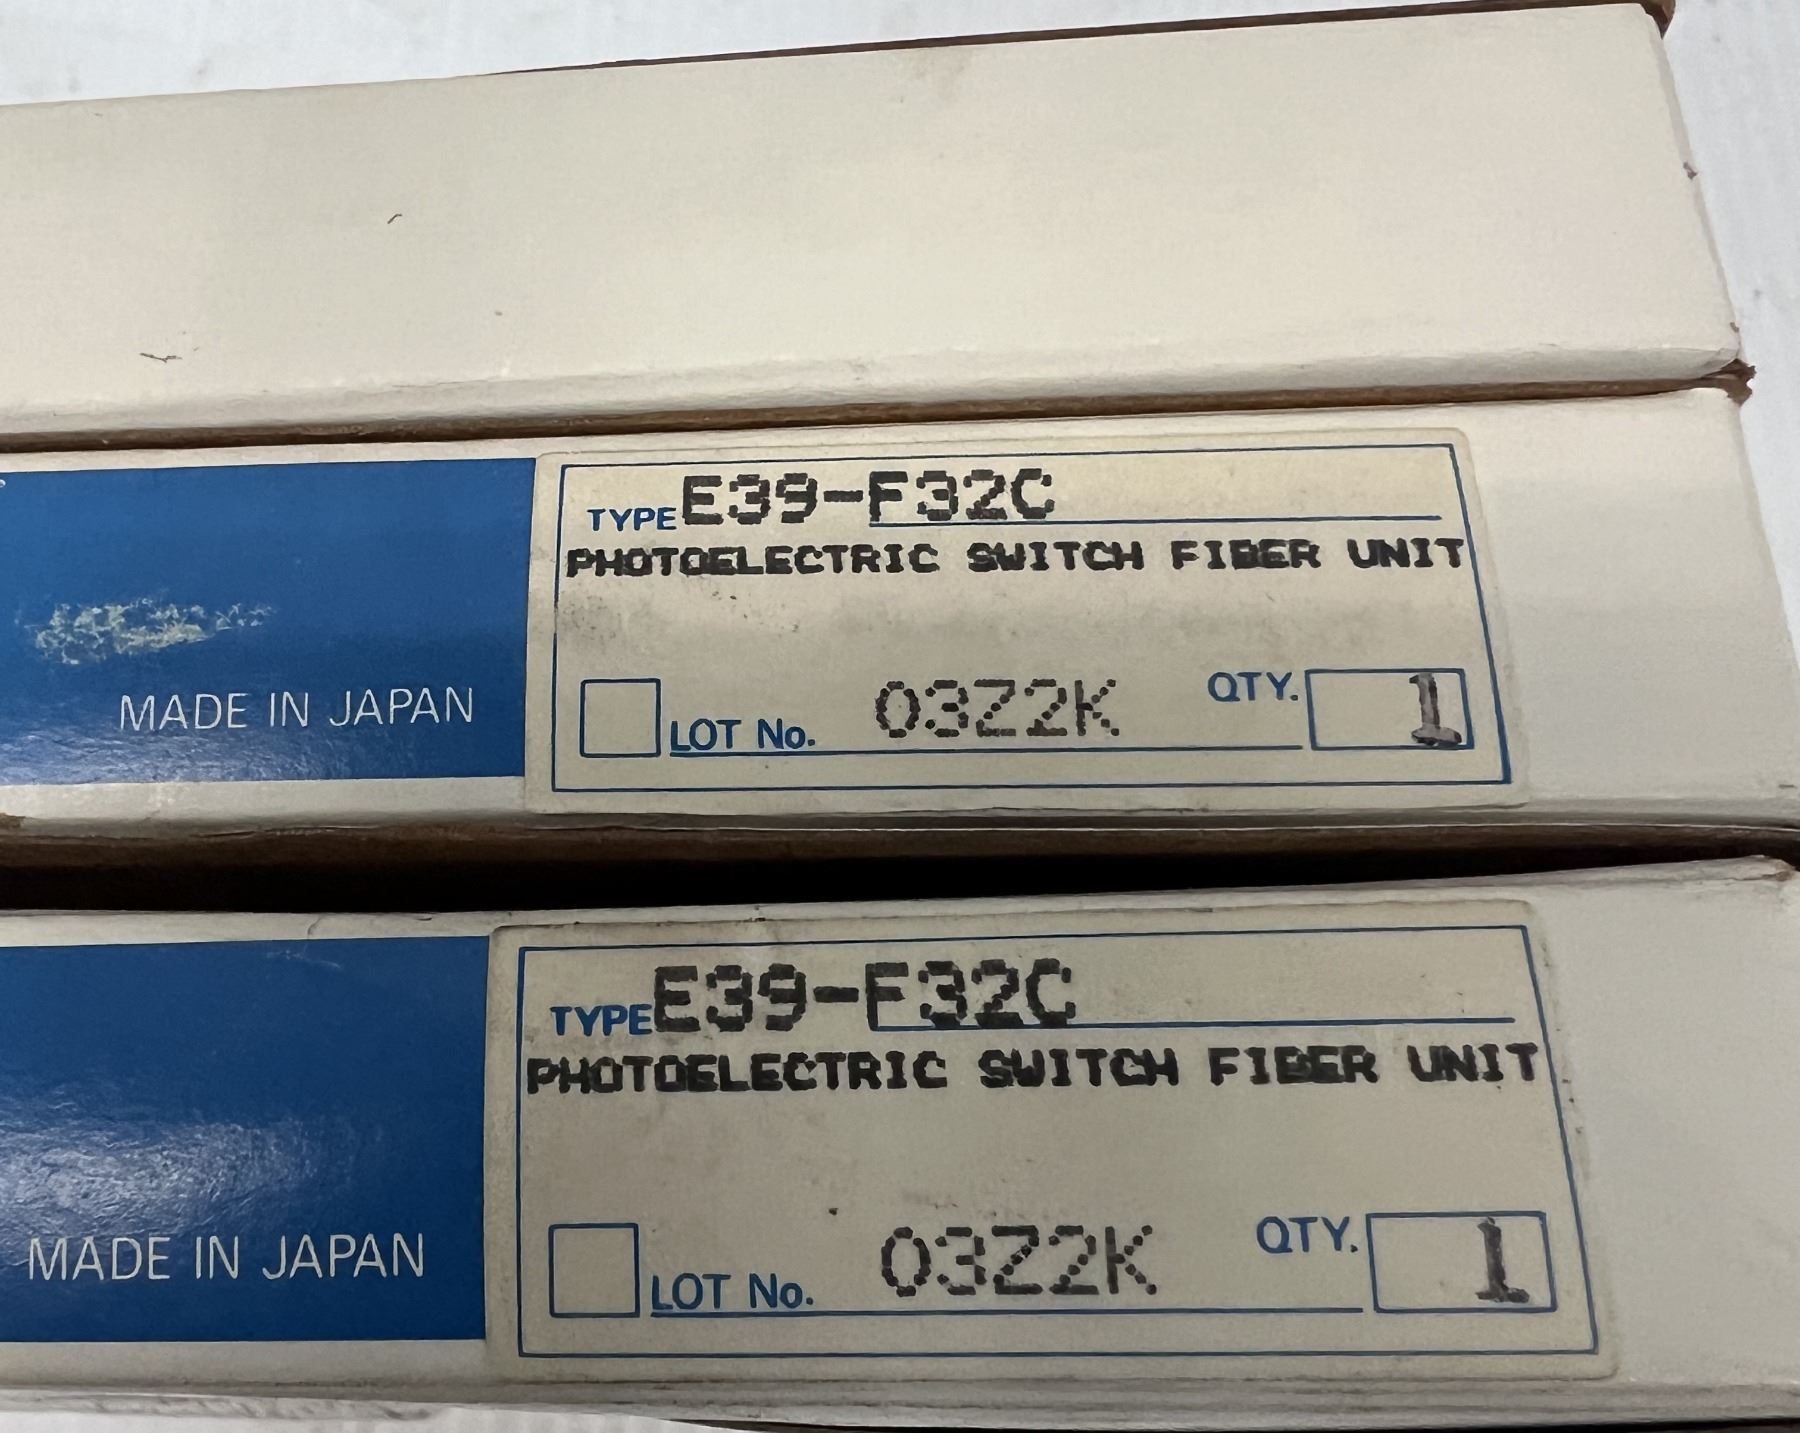 TYPE E39-F32C
PHOTOELECTRIC SWITCH FIBER UNIT
MADE IN JAPAN
LOT No. 03Z2K QTY. 1
TYPE E39-F32C
PHOTOELECTRIC SWITCH FIBER UNIT
MADE IN JAPAN
LOT No. 03Z2K QTY. 1